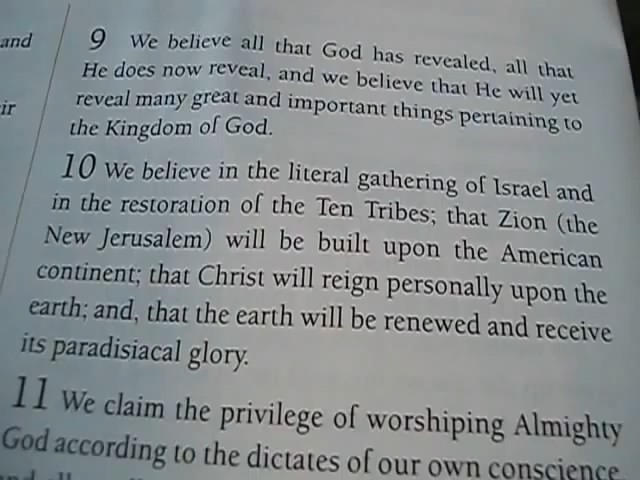 and
ir
9 We believe all that God has revealed, all that
He does now reveal, and we believe that He will yet
reveal many great and important things pertaining to
the Kingdom of God.
10 We believe in the literal gathering of Israel and
in the restoration of the Ten Tribes; that Zion (the
New Jerusalem) will be built upon the American
continent; that Christ will reign personally upon the
earth; and, that the earth will be renewed and receive
its paradisiacal glory.
11 We claim the privilege of worshiping Almighty
God according to the dictates of our own conscience